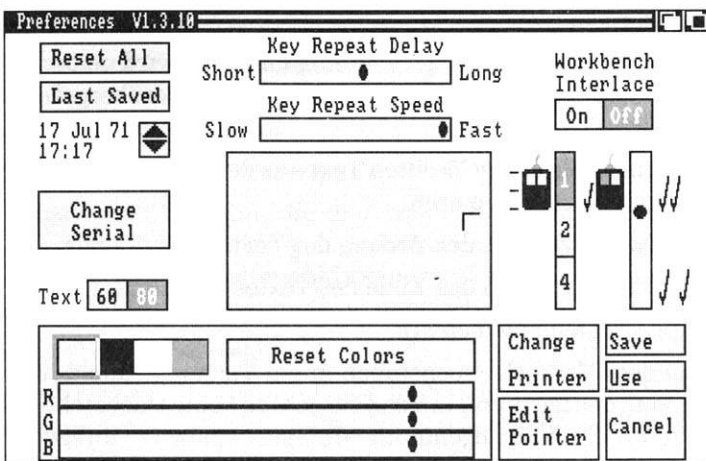 Preferences V1.3.10
Reset All
Last Saved
17 Jul 71
17:17
Change
Serial
Text 60 80
Key Repeat Delay
Short Long
Key Repeat Speed
Slow Fast
Workbench
Interlace
On Off
1
2
4
Reset Colors
R
G
B
Change
Printer
Edit
Pointer
Save
Use
Cancel